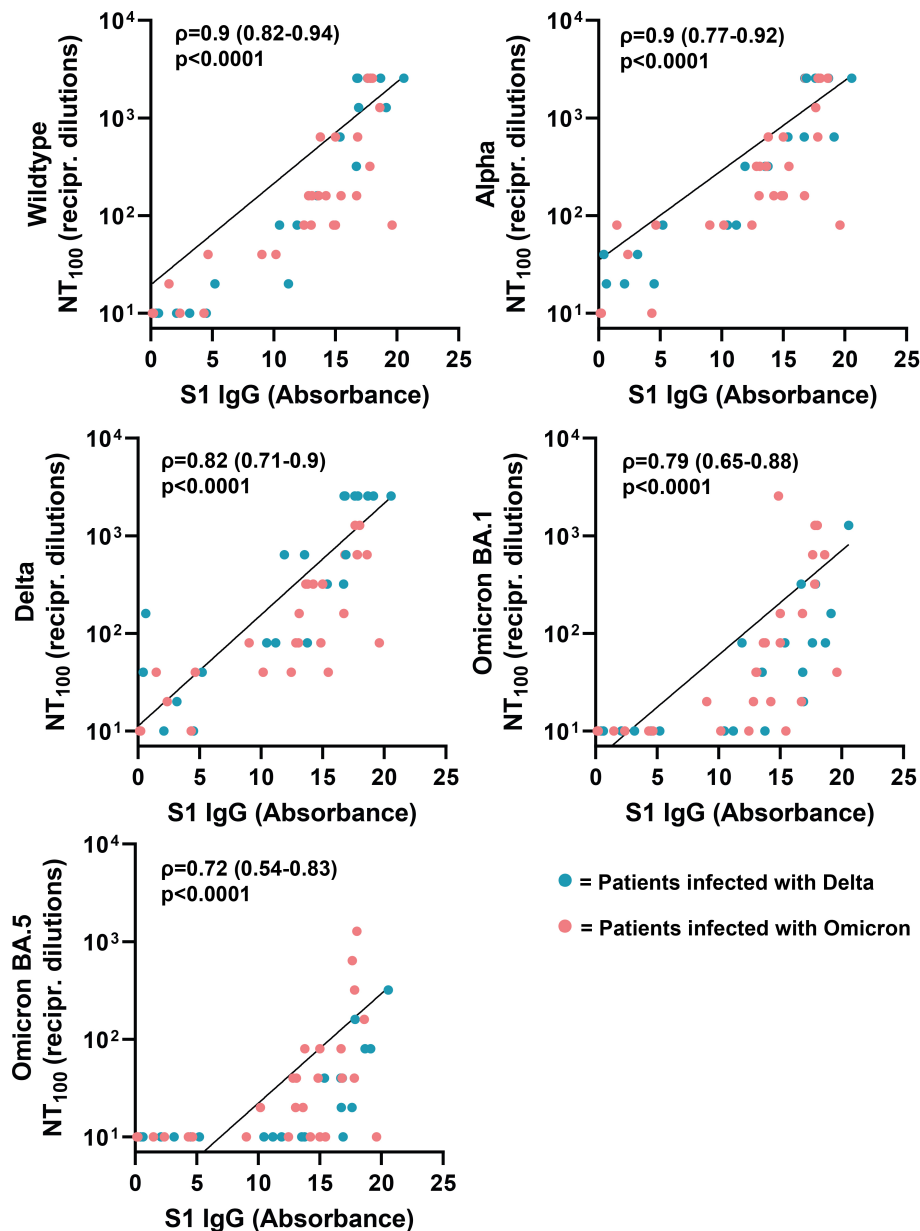 ρ=0.9 (0.82-0.94)
p<0.0001
Wildtype
NT100 (recipr. dilutions)
10⁴
10³
10²
10¹
0 5 10 15 20 25
S1 IgG (Absorbance)
ρ=0.9 (0.77-0.92)
p<0.0001
Alpha
NT100 (recipr. dilutions)
10⁴
10³
10²
10¹
0 5 10 15 20 25
S1 IgG (Absorbance)
ρ=0.82 (0.71-0.9)
p<0.0001
Delta
NT100 (recipr. dilutions)
10⁴
10³
10²
10¹
0 5 10 15 20 25
S1 IgG (Absorbance)
ρ=0.79 (0.65-0.88)
p<0.0001
Omicron BA.1
NT100 (recipr. dilutions)
10⁴
10³
10²
10¹
0 5 10 15 20 25
S1 IgG (Absorbance)
ρ=0.72 (0.54-0.83)
p<0.0001
Omicron BA.5
NT100 (recipr. dilutions)
10⁴
10³
10²
10¹
0 5 10 15 20 25
S1 IgG (Absorbance)
= Patients infected with Delta
= Patients infected with Omicron